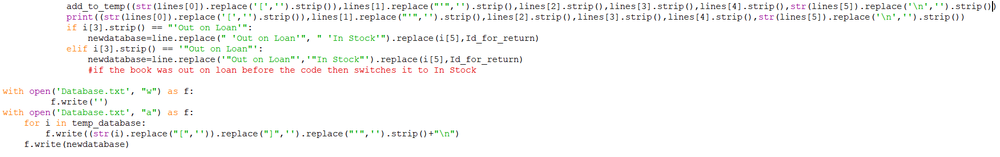 add_to_temp((str(lines[0]).replace('[','').strip()),lines[1].replace("'",'').strip(),lines[2].strip(),lines[3].strip(),lines[4].strip(),str(lines[5]).replace('\n','').strip())
print((str(lines[0]).replace('[','').strip()),lines[1].replace("'",'').strip(),lines[2].strip(),lines[3].strip(),lines[4].strip(),str(lines[5]).replace('\n','').strip())
if i[3].strip() == "'Out on Loan'":
newdatabase=line.replace(" 'Out on Loan'", " 'In Stock'").replace(i[5],Id_for_return)
elif i[3].strip() == '"Out on Loan"':
newdatabase=line.replace('"Out on Loan"','"In Stock"').replace(i[5],Id_for_return)
#if the book was out on loan before the code then switches it to In Stock
with open('Database.txt', "w") as f:
f.write('')
with open('Database.txt', "a") as f:
for i in temp_database:
f.write((str(i).replace("[",'')).replace("]",'').replace("'",'').strip()+"\n")
f.write(newdatabase)